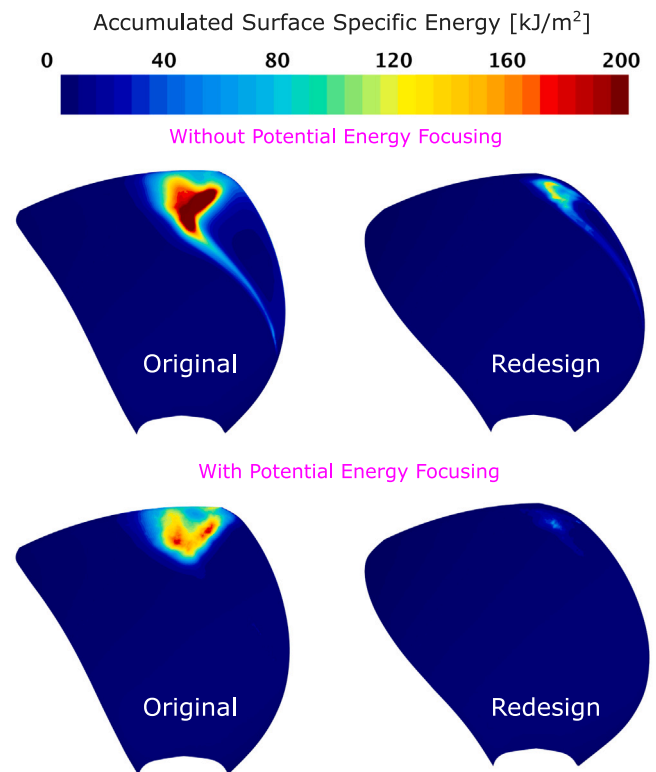 Accumulated Surface Specific Energy [kJ/m²]
0 40 80 120 160 200
Without Potential Energy Focusing
Original Redesign
With Potential Energy Focusing
Original Redesign